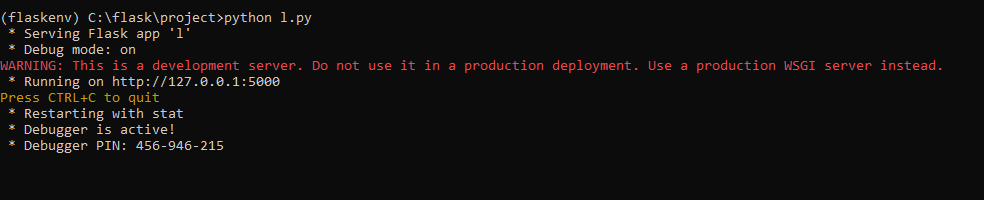 (flaskenv) C:\flask\project>python l.py
 * Serving Flask app 'l'
 * Debug mode: on
WARNING: This is a development server. Do not use it in a production deployment. Use a production WSGI server instead.
 * Running on http://127.0.0.1:5000
Press CTRL+C to quit
 * Restarting with stat
 * Debugger is active!
 * Debugger PIN: 456-946-215